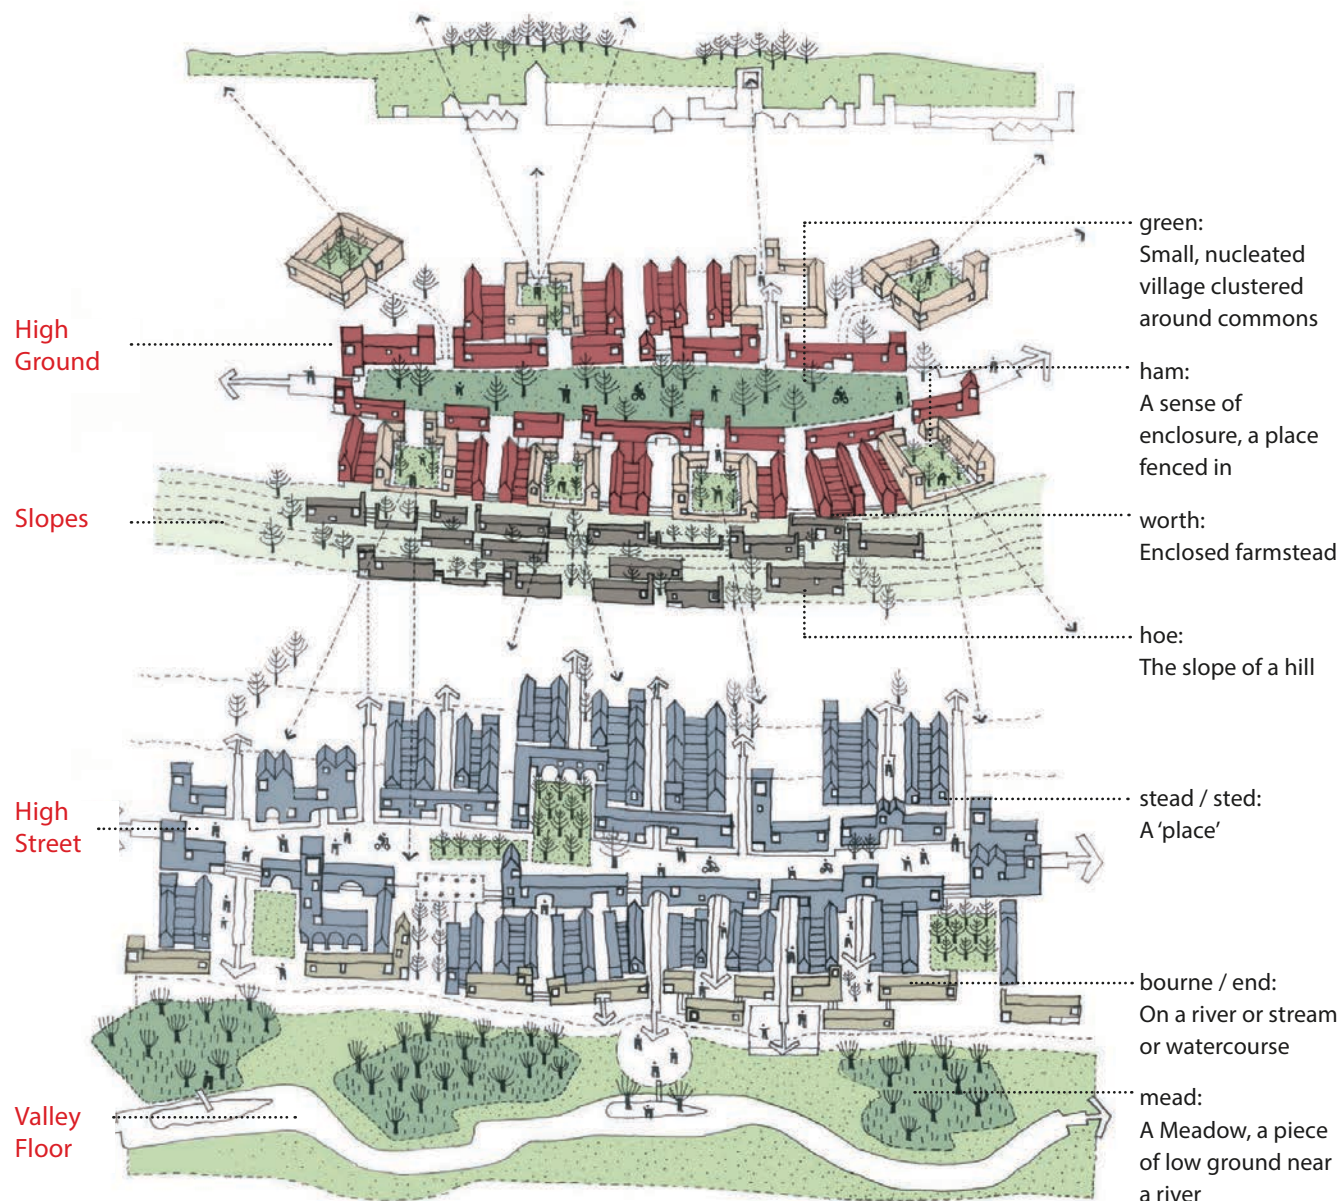 High
Ground
Slopes
High
Street
Valley
Floor
green:
Small, nucleated
village clustered
around commons
ham:
A sense of
enclosure, a place
fenced in
worth:
Enclosed farmstead
hoe:
The slope of a hill
stead / sted:
A ‘place’
bourne / end:
On a river or stream
or watercourse
mead:
A Meadow, a piece
of low ground near
a river